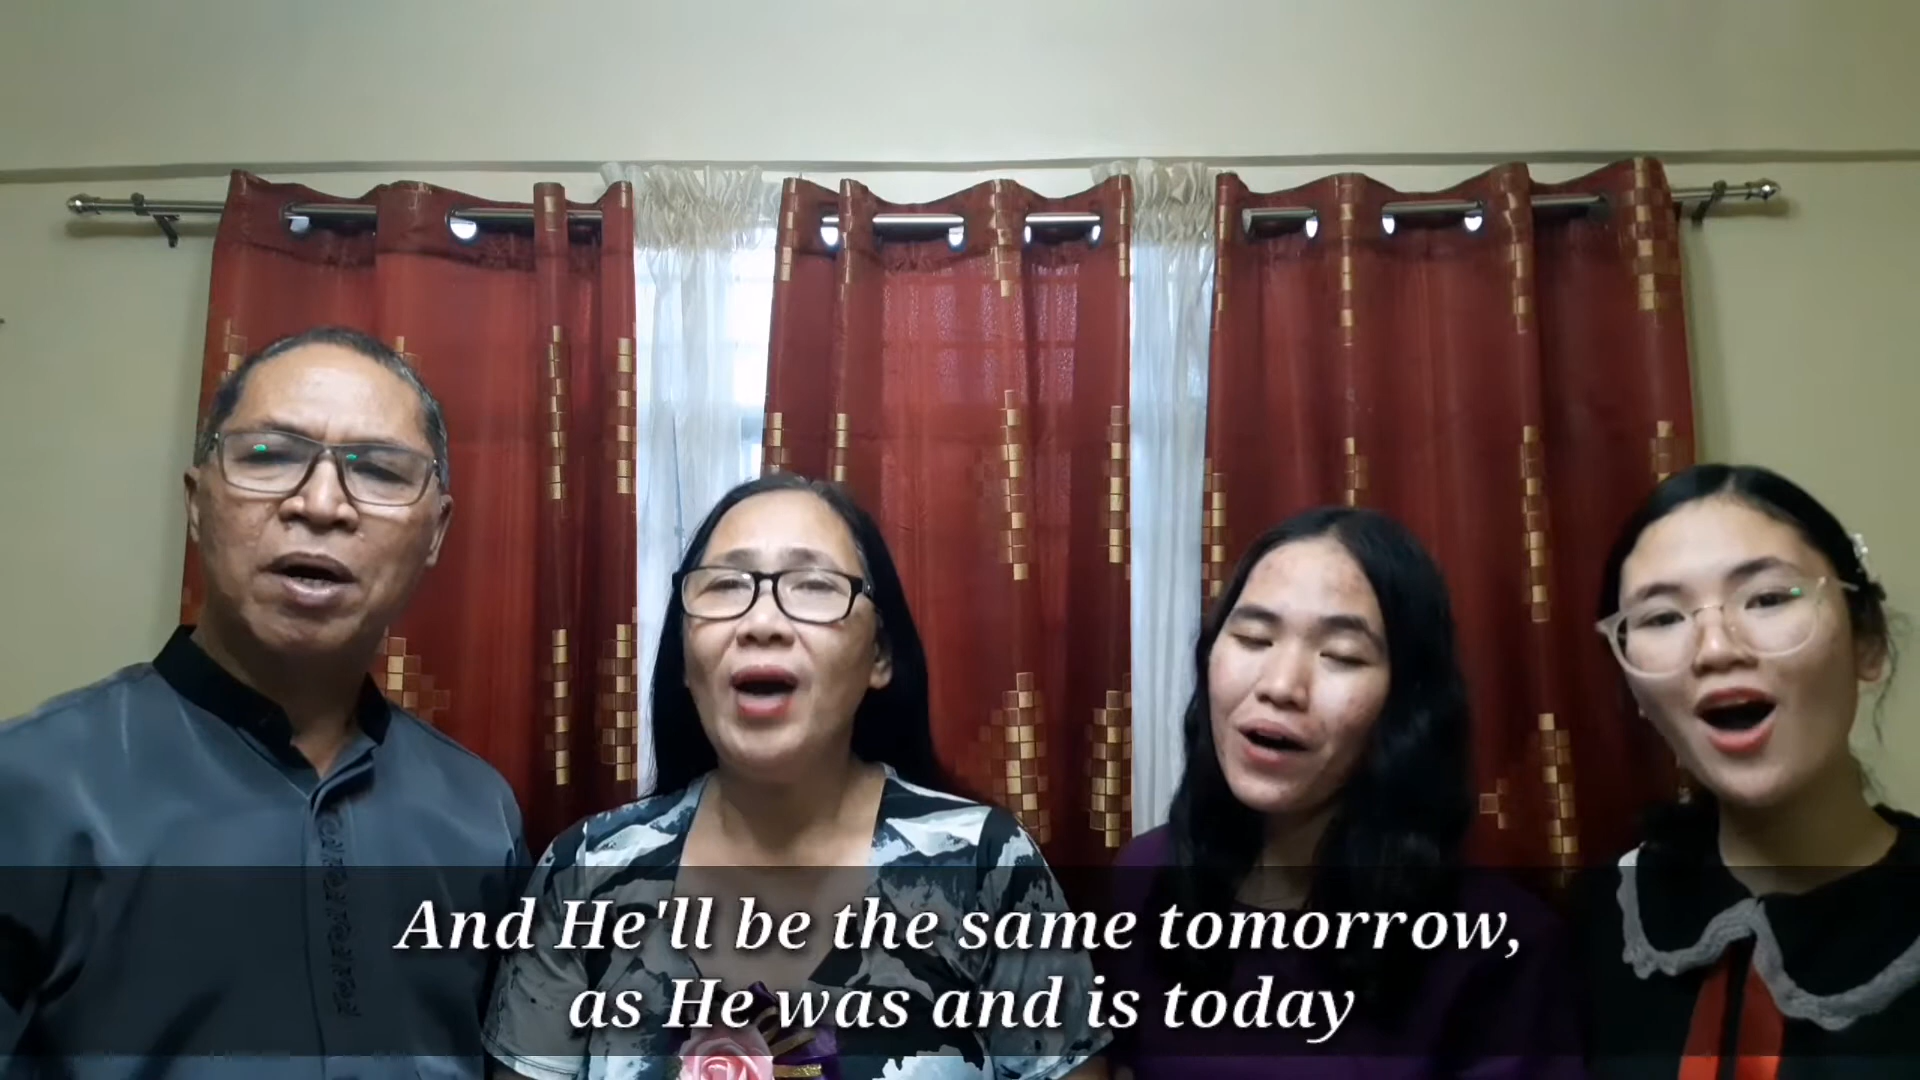 And He'll be the same tomorrow,
as He was and is today